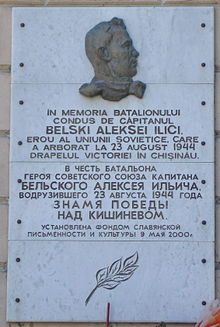 IN MEMORIA BATALIONULUI
CONDUS DE CĂPITANUL
BELSKI ALEKSEI ILICI,
EROU AL UNIUNII SOVIETICE, CARE
A ARBORAT LA 23 AUGUST 1944
DRAPELUL VICTORIEI ÎN CHIŞINĂU.
В ЧЕСТЬ БАТАЛЬОНА
ГЕРОЯ СОВЕТСКОГО СОЮЗА КАПИТАНА
БЕЛЬСКОГО АЛЕКСЕЯ ИЛЬИЧА,
ВОДРУЗИВШЕГО 23 АВГУСТА 1944 ГОДА
ЗНАМЯ ПОБЕДЫ
НАД КИШИНЕВОМ.
УСТАНОВЛЕНА ФОНДОМ СЛАВЯНСКОЙ
ПИСЬМЕННОСТИ И КУЛЬТУРЫ 9 МАЯ 2000г.